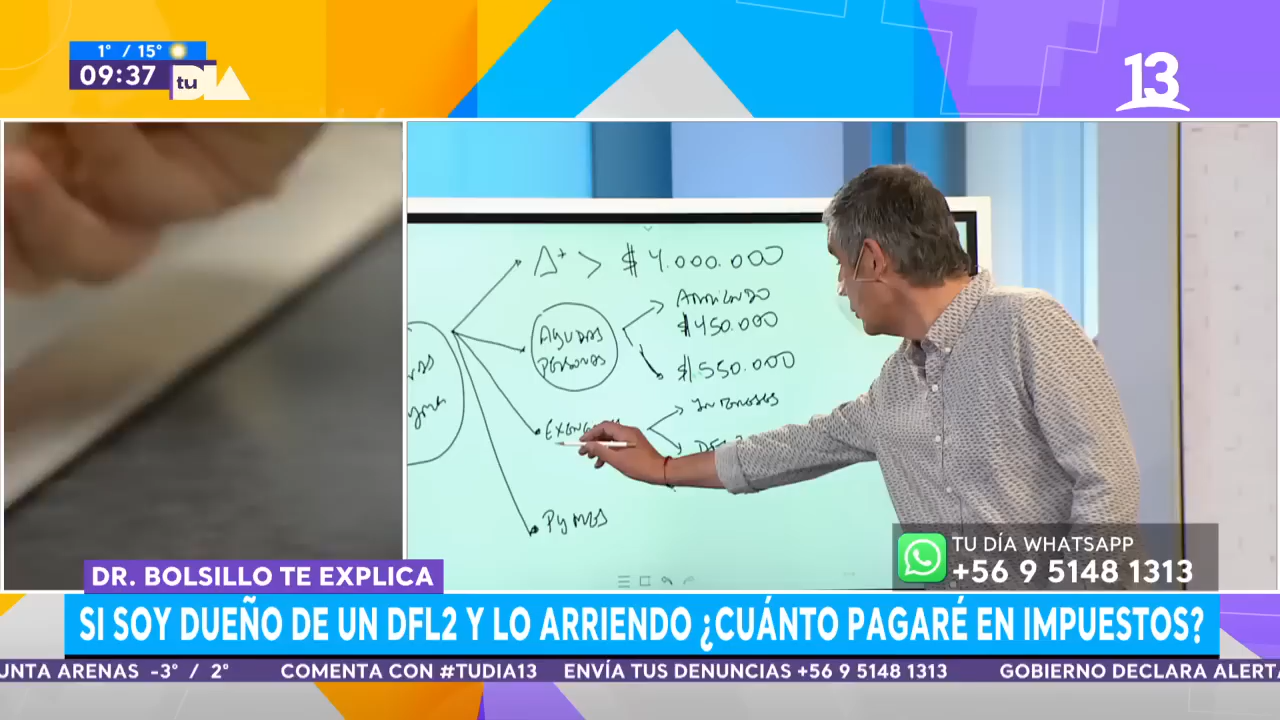 1° / 15°
09:37
tu DÍA
13
Δ+ > $ 4.000.000
AYUDAS
PERSONAS
ARRIENDO
$450.000
$550.000
INTERESES
DFL2
PYMES
TU DÍA WHATSAPP
+56 9 5148 1313
DR. BOLSILLO TE EXPLICA
SI SOY DUEÑO DE UN DFL2 Y LO ARRIENDO ¿CUÁNTO PAGARÉ EN IMPUESTOS?
UNTA ARENAS -3° / 2° COMENTA CON #TUDIA13 ENVÍA TUS DENUNCIAS +56 9 5148 1313 GOBIERNO DECLARA ALERTA